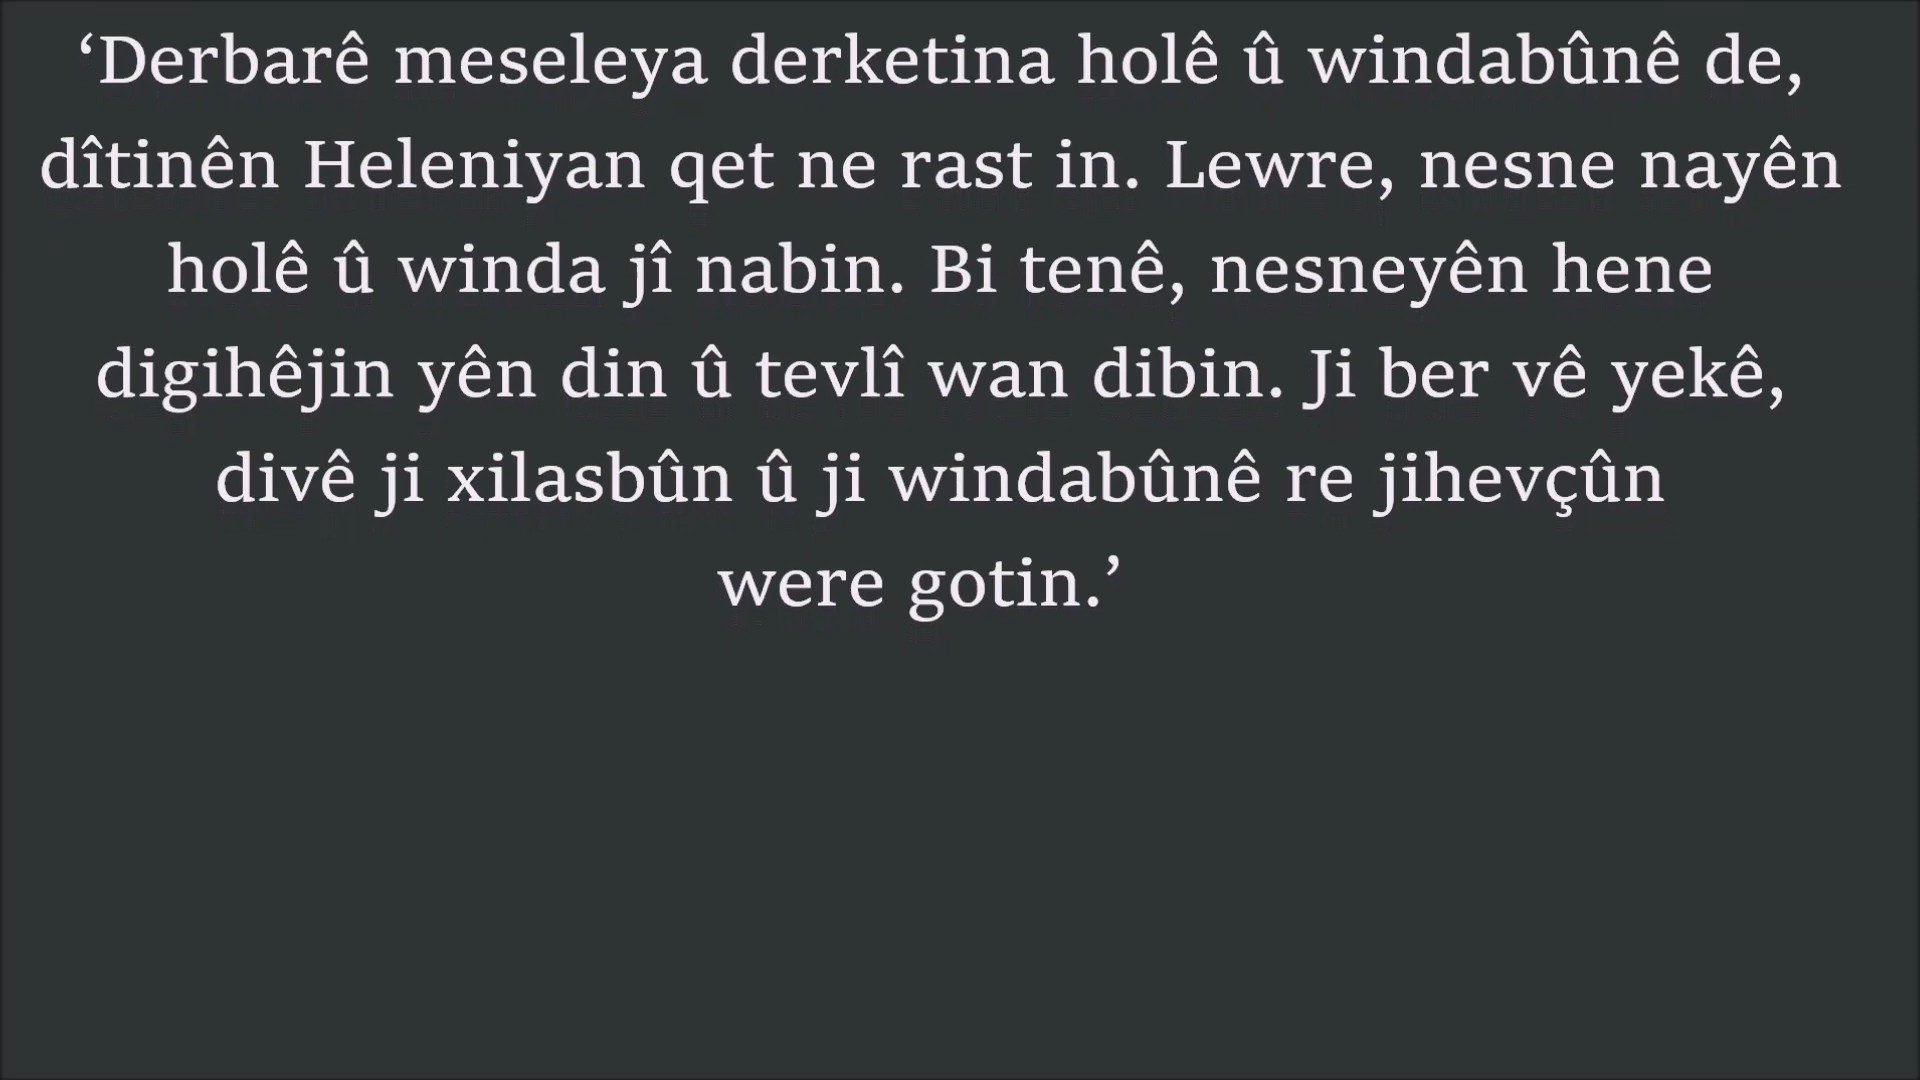 ‘Derbarê meseleya derketina holê û windabûnê de,
dîtinên Heleniyan qet ne rast in. Lewre, nesne nayên
holê û winda jî nabin. Bi tenê, nesneyên hene
digihêjin yên din û tevlî wan dibin. Ji ber vê yekê,
divê ji xilasbûn û ji windabûnê re jihevçûn
were gotin.’